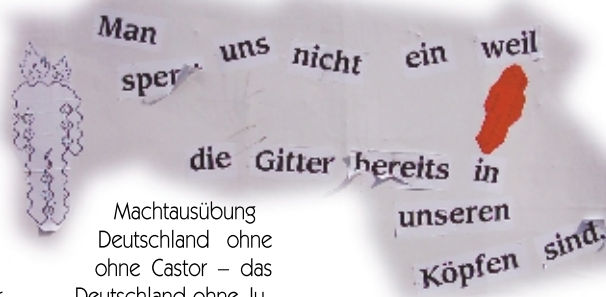 Man
uns nicht ein weil
die Gitter bereits in
unseren
Köpfen sind.
Machtausübung
Deutschland ohne
ohne Castor – das
Deutschland ohne Ju-